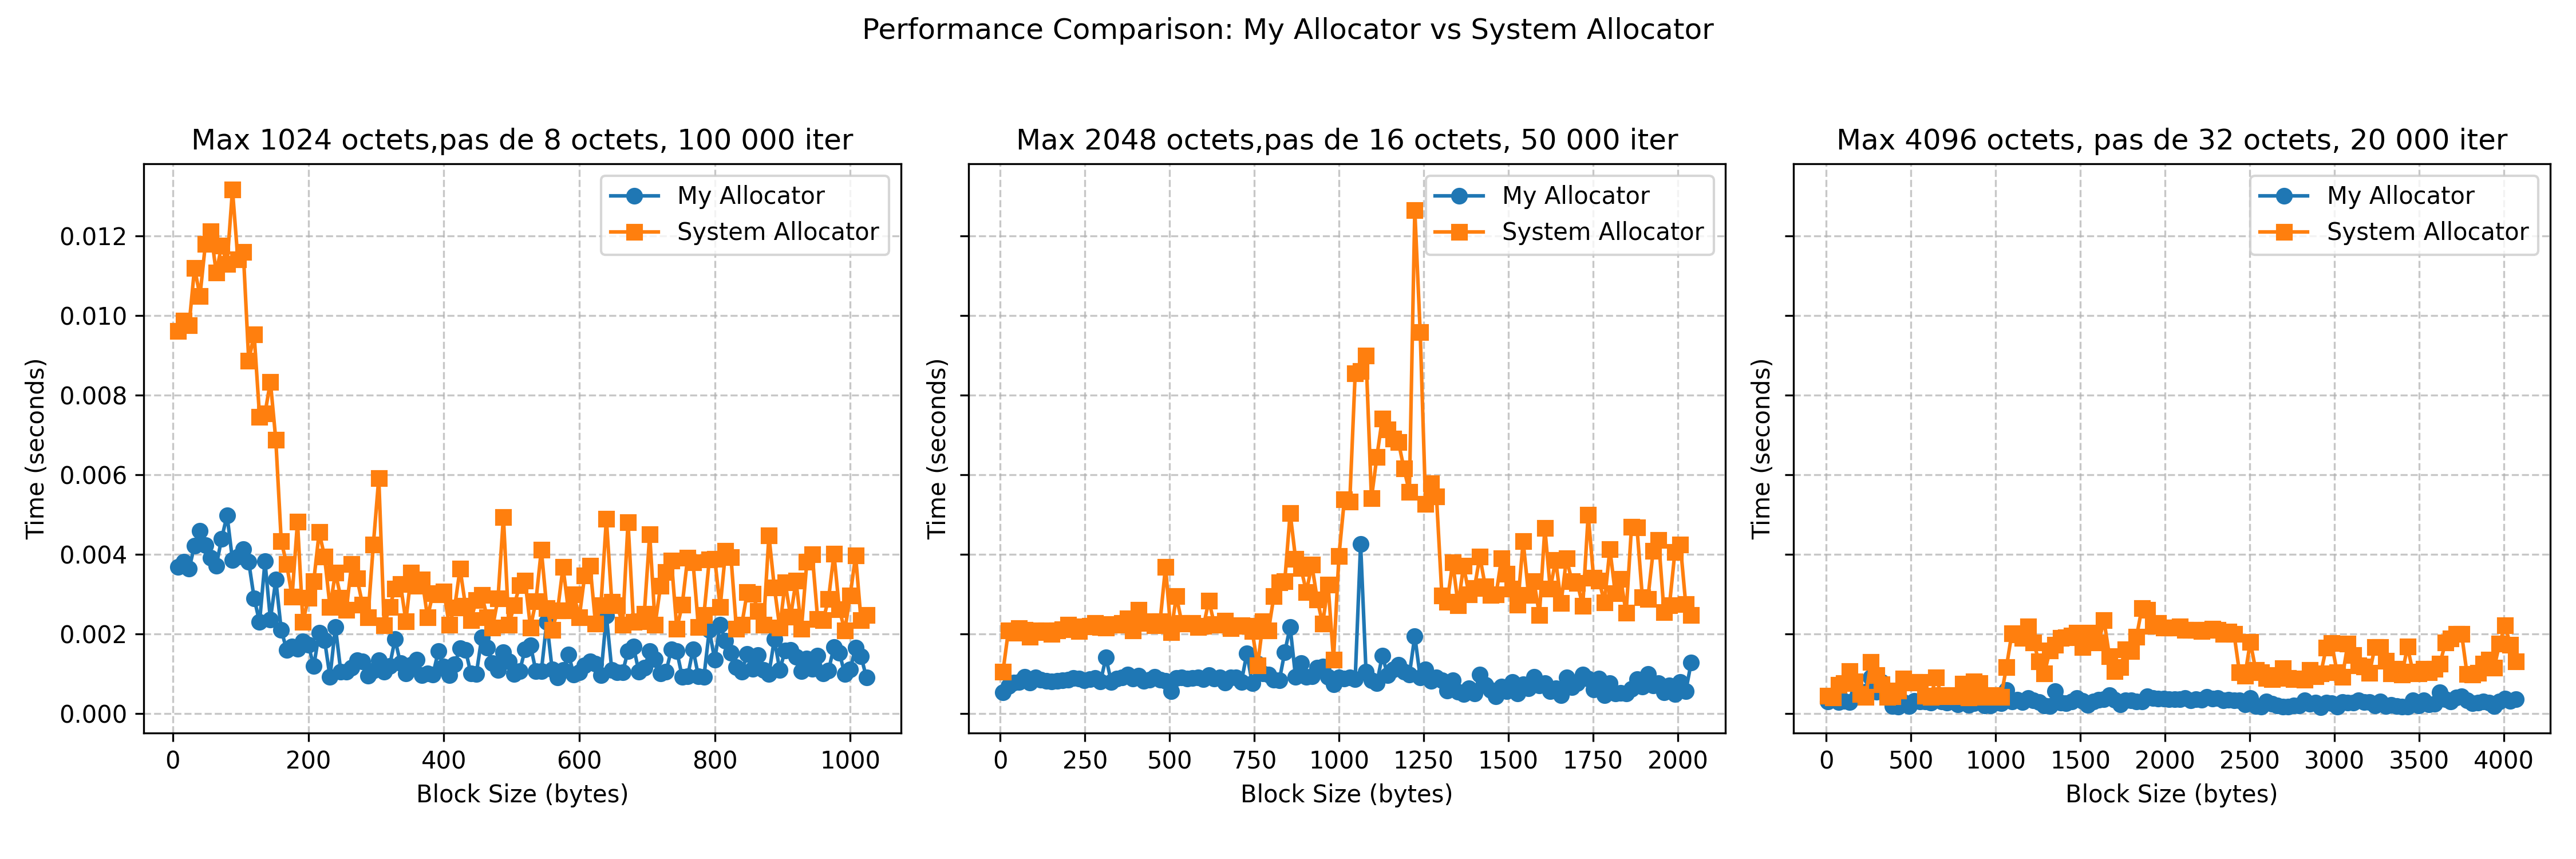 Performance Comparison: My Allocator vs System Allocator
Max 1024 octets,pas de 8 octets, 100 000 iter
My Allocator
System Allocator
0.012
0.010
0.008
0.006
0.004
0.002
0.000
Time (seconds)
0 200 400 600 800 1000
Block Size (bytes)
Max 2048 octets,pas de 16 octets, 50 000 iter
My Allocator
System Allocator
Time (seconds)
0 250 500 750 1000 1250 1500 1750 2000
Block Size (bytes)
Max 4096 octets, pas de 32 octets, 20 000 iter
My Allocator
System Allocator
Time (seconds)
0 500 1000 1500 2000 2500 3000 3500 4000
Block Size (bytes)